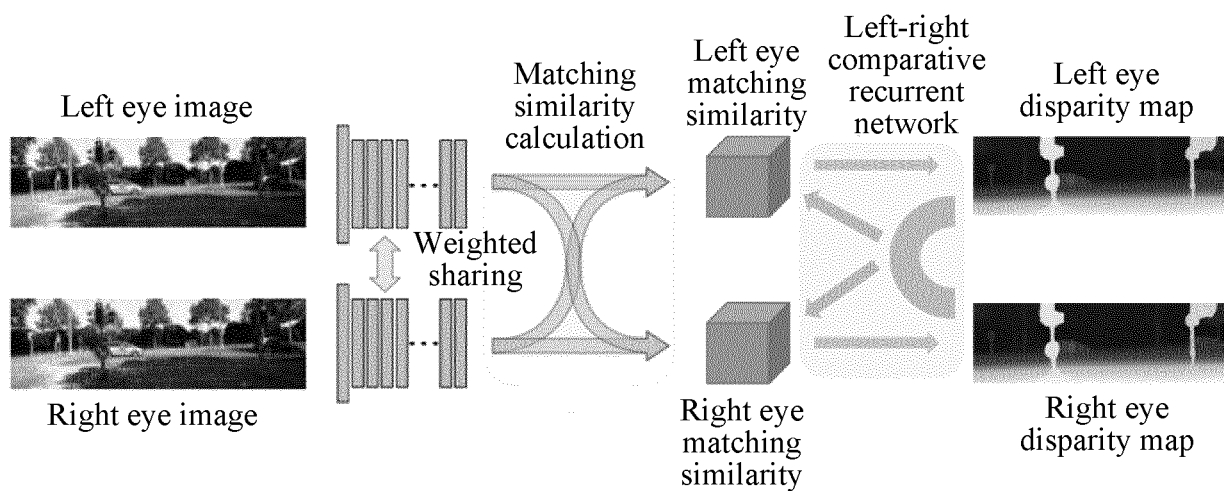 Left eye image
Matching
similarity
calculation
Left eye
matching
similarity
Left-right
comparative
recurrent
network
Left eye
disparity map
Weighted
sharing
Right eye image
Right eye
matching
similarity
Right eye
disparity map